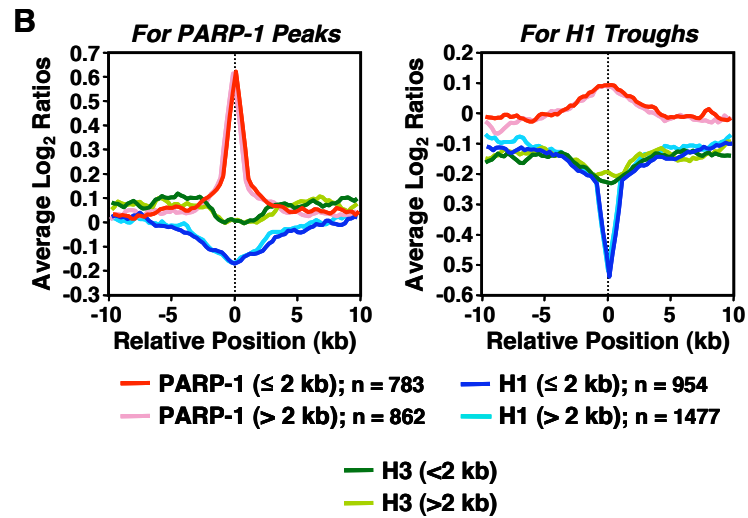 B
For PARP-1 Peaks
For H1 Troughs
Average Log2 Ratios
0.7
0.6
0.5
0.4
0.3
0.2
0.1
0
-0.1
-0.2
-0.3
-10 -5 0 5 10
Relative Position (kb)
Average Log2 Ratios
0.2
0.1
0
-0.1
-0.2
0.3
-0.4
0.5
-0.6
-10 -5 0 5 10
Relative Position (kb)
PARP-1 (≤ 2 kb); n = 783
PARP-1 (> 2 kb); n = 862
H1 (≤ 2 kb); n = 954
H1 (> 2 kb); n = 1477
H3 (<2 kb)
H3 (>2 kb)